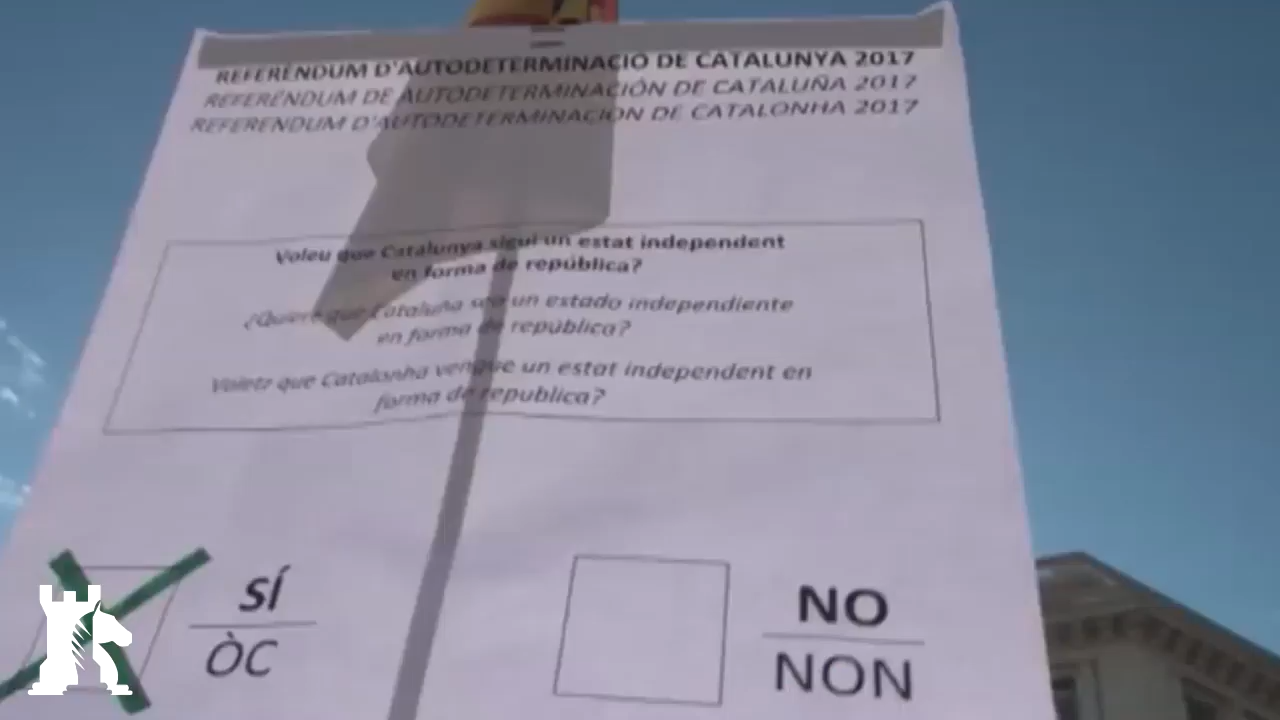 REFERÈNDUM D'AUTODETERMINACIÓ DE CATALUNYA 2017
REFERÉNDUM DE AUTODETERMINACIÓN DE CATALUÑA 2017
REFERENDUM D'AUTODETERMINACION DE CATALONHA 2017
Voleu que Catalunya sigui un estat independent
en forma de república?
¿Quiere que Cataluña sea un estado independiente
en forma de república?
Voletz que Catalonha vengue un estat independent en
forma de republica?
SÍ
ÒC
NO
NON